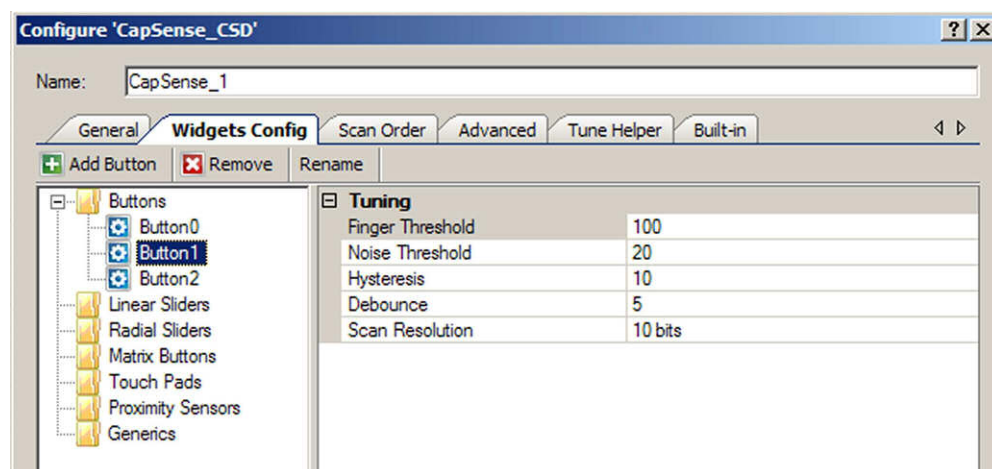 Configure 'CapSense_CSD'
Name: CapSense_1
General Widgets Config Scan Order Advanced Tune Helper Built-in
Add Button Remove Rename
Buttons
Button0
Button1
Button2
Linear Sliders
Radial Sliders
Matrix Buttons
Touch Pads
Proximity Sensors
Generics
Tuning
Finger Threshold 100
Noise Threshold 20
Hysteresis 10
Debounce 5
Scan Resolution 10 bits